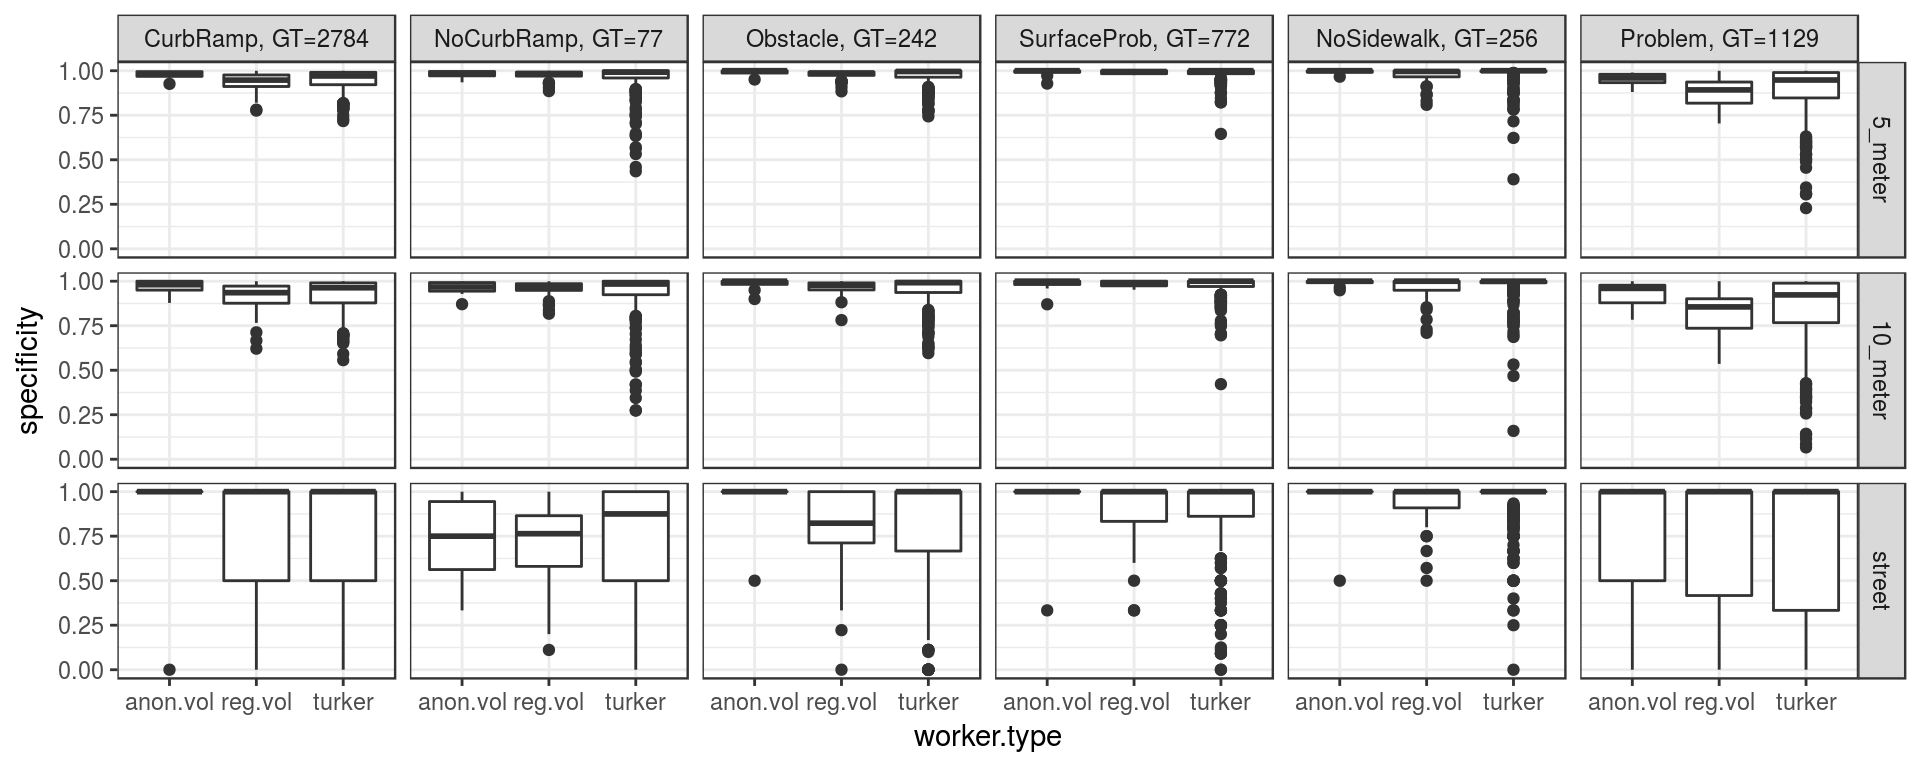 CurbRamp, GT=2784 NoCurbRamp, GT=77 Obstacle, GT=242 SurfaceProb, GT=772 NoSidewalk, GT=256 Problem, GT=1129
1.00
0.75
0.50
0.25
0.00
5_meter
1.00
0.75
0.50
0.25
0.00
10_meter
1.00
0.75
0.50
0.25
0.00
street
specificity
anon.vol reg.vol turker anon.vol reg.vol turker anon.vol reg.vol turker anon.vol reg.vol turker anon.vol reg.vol turker anon.vol reg.vol turker
worker.type